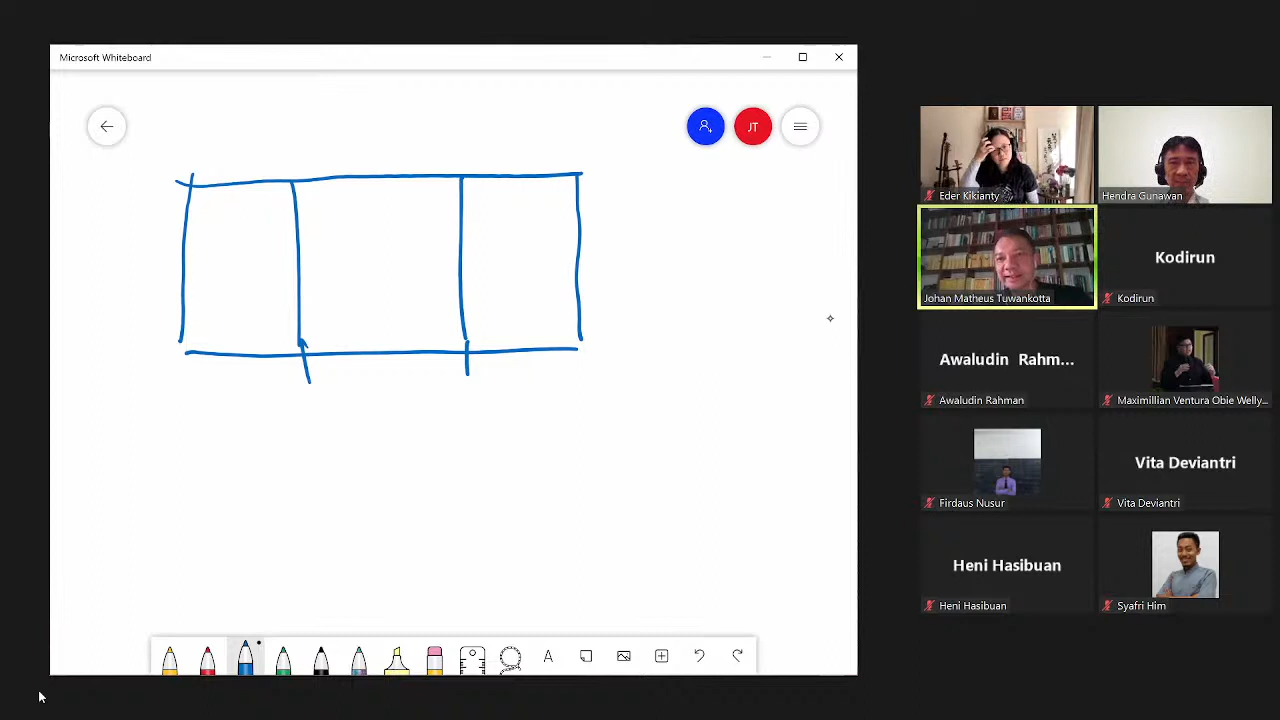 Microsoft Whiteboard
JT
Eder Kikianty
Hendra Gunawan
Johan Matheus Tuwankotta
Kodirun
Kodirun
Awaludin Rahm...
Awaludin Rahman
Maximillian Ventura Obie Welly...
Firdaus Nusur
Vita Deviantri
Vita Deviantri
Heni Hasibuan
Heni Hasibuan
Syafri Him
A